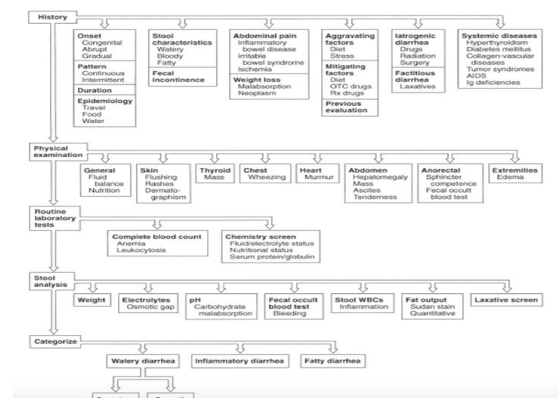 History
Onset
Congenital
Abrupt
Gradual
Pattern
Continuous
Intermittent
Duration
Epidemiology
Travel
Food
Water
Stool
characteristics
Watery
Bloody
Fatty
Fecal
incontinence
Abdominal pain
Inflammatory
bowel disease
Irritable
bowel syndrome
Ischemia
Weight loss
Malabsorption
Neoplasm
Aggravating
factors
Diet
Stress
Mitigating
factors
Diet
OTC drugs
Rx drugs
Previous
evaluation
Iatrogenic
diarrhea
Drugs
Radiation
Surgery
Factitious
diarrhea
Laxatives
Systemic diseases
Hyperthyroidism
Diabetes mellitus
Collagen-vascular
diseases
Tumor syndromes
AIDS
Ig deficiencies
Physical
examination
General
Fluid
balance
Nutrition
Skin
Flushing
Rashes
Dermato-
graphism
Thyroid
Mass
Chest
Wheezing
Heart
Murmur
Abdomen
Hepatomegaly
Mass
Ascites
Tenderness
Anorectal
Sphincter
competence
Fecal occult
blood test
Extremities
Edema
Routine
laboratory
tests
Complete blood count
Anemia
Leukocytosis
Chemistry screen
Fluid/electrolyte status
Nutritional status
Serum protein/globulin
Stool
analysis
Weight
Electrolytes
Osmotic gap
pH
Carbohydrate
malabsorption
Fecal occult
blood test
Bleeding
Stool WBCs
Inflammation
Fat output
Sudan stain
Quantitative
Laxative screen
Categorize
Watery diarrhea
Inflammatory diarrhea
Fatty diarrhea